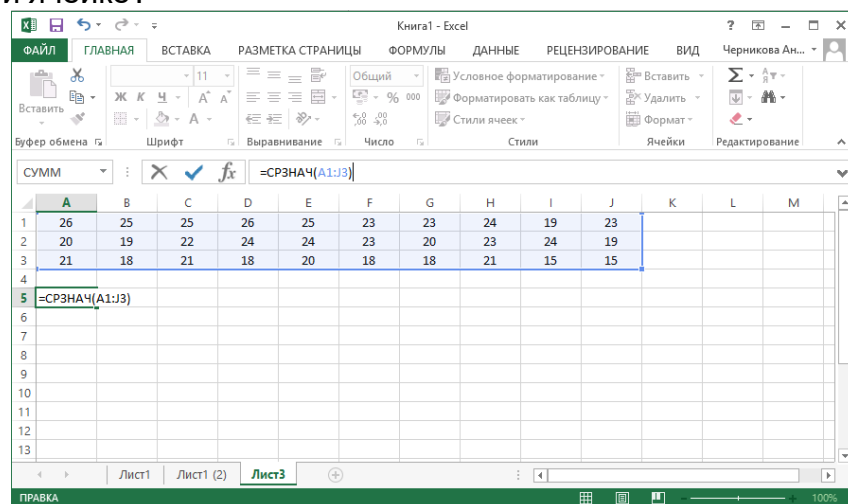 Книга1 - Excel
ФАЙЛ ГЛАВНАЯ ВСТАВКА РАЗМЕТКА СТРАНИЦЫ ФОРМУЛЫ ДАННЫЕ РЕЦЕНЗИРОВАНИЕ ВИД Черникова Ан...
Вставить
Ж К Ч
11
A A
A
Общий
% 000
Условное форматирование
Форматировать как таблицу
Стили ячеек
Вставить
Удалить
Формат
Σ
Буфер обмена Шрифт Выравнивание Число Стили Ячейки Редактирование
СУММ fx =СРЗНАЧ(A1:J3)
A B C D E F G H I J K L M
1 26 25 25 26 25 23 23 24 19 23
2 20 19 22 24 24 23 20 23 24 19
3 21 18 21 18 20 18 18 21 15 15
4
5 =СРЗНАЧ(A1:J3)
6
7
8
9
10
11
12
13
Лист1 Лист1 (2) Лист3
ПРАВКА 100%